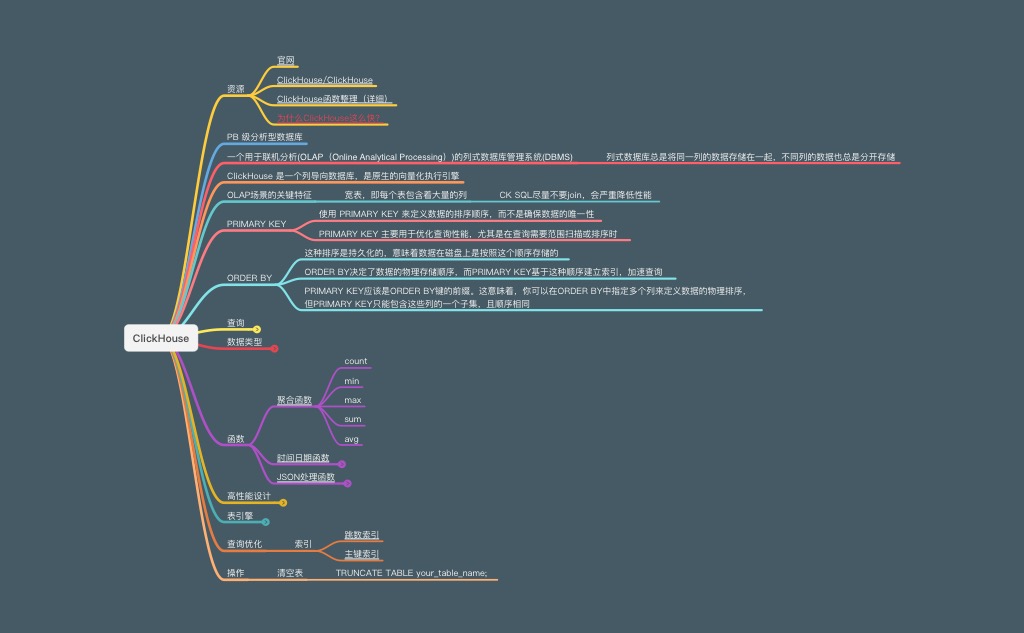 ClickHouse
资源
官网
ClickHouse/ClickHouse
ClickHouse函数整理（详细）
为什么ClickHouse这么快?
PB 级分析型数据库
一个用于联机分析(OLAP（Online Analytical Processing）)的列式数据库管理系统(DBMS)
列式数据库总是将同一列的数据存储在一起，不同列的数据也总是分开存储
ClickHouse 是一个列导向数据库，是原生的向量化执行引擎
OLAP场景的关键特征
宽表，即每个表包含着大量的列
CK SQL尽量不要join，会严重降低性能
PRIMARY KEY
使用 PRIMARY KEY 来定义数据的排序顺序，而不是确保数据的唯一性
PRIMARY KEY 主要用于优化查询性能，尤其是在查询需要范围扫描或排序时
ORDER BY
这种排序是持久化的，意味着数据在磁盘上是按照这个顺序存储的
ORDER BY决定了数据的物理存储顺序，而PRIMARY KEY基于这种顺序建立索引，加速查询
PRIMARY KEY应该是ORDER BY键的前缀。这意味着，你可以在ORDER BY中指定多个列来定义数据的物理排序，
但PRIMARY KEY只能包含这些列的一个子集，且顺序相同
查询
数据类型
函数
聚合函数
count
min
max
sum
avg
时间日期函数
JSON处理函数
高性能设计
表引擎
查询优化
索引
跳数索引
主键索引
操作
清空表
TRUNCATE TABLE your_table_name;